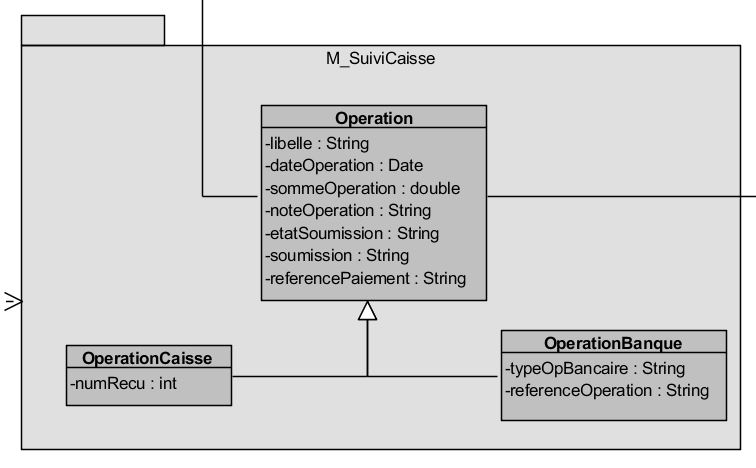 M_SuiviCaisse
Operation
-libelle : String
-dateOperation : Date
-sommeOperation : double
-noteOperation : String
-etatSoumission : String
-soumission : String
-referencePaiement : String
OperationCaisse
-numRecu : int
OperationBanque
-typeOpBancaire : String
-referenceOperation : String